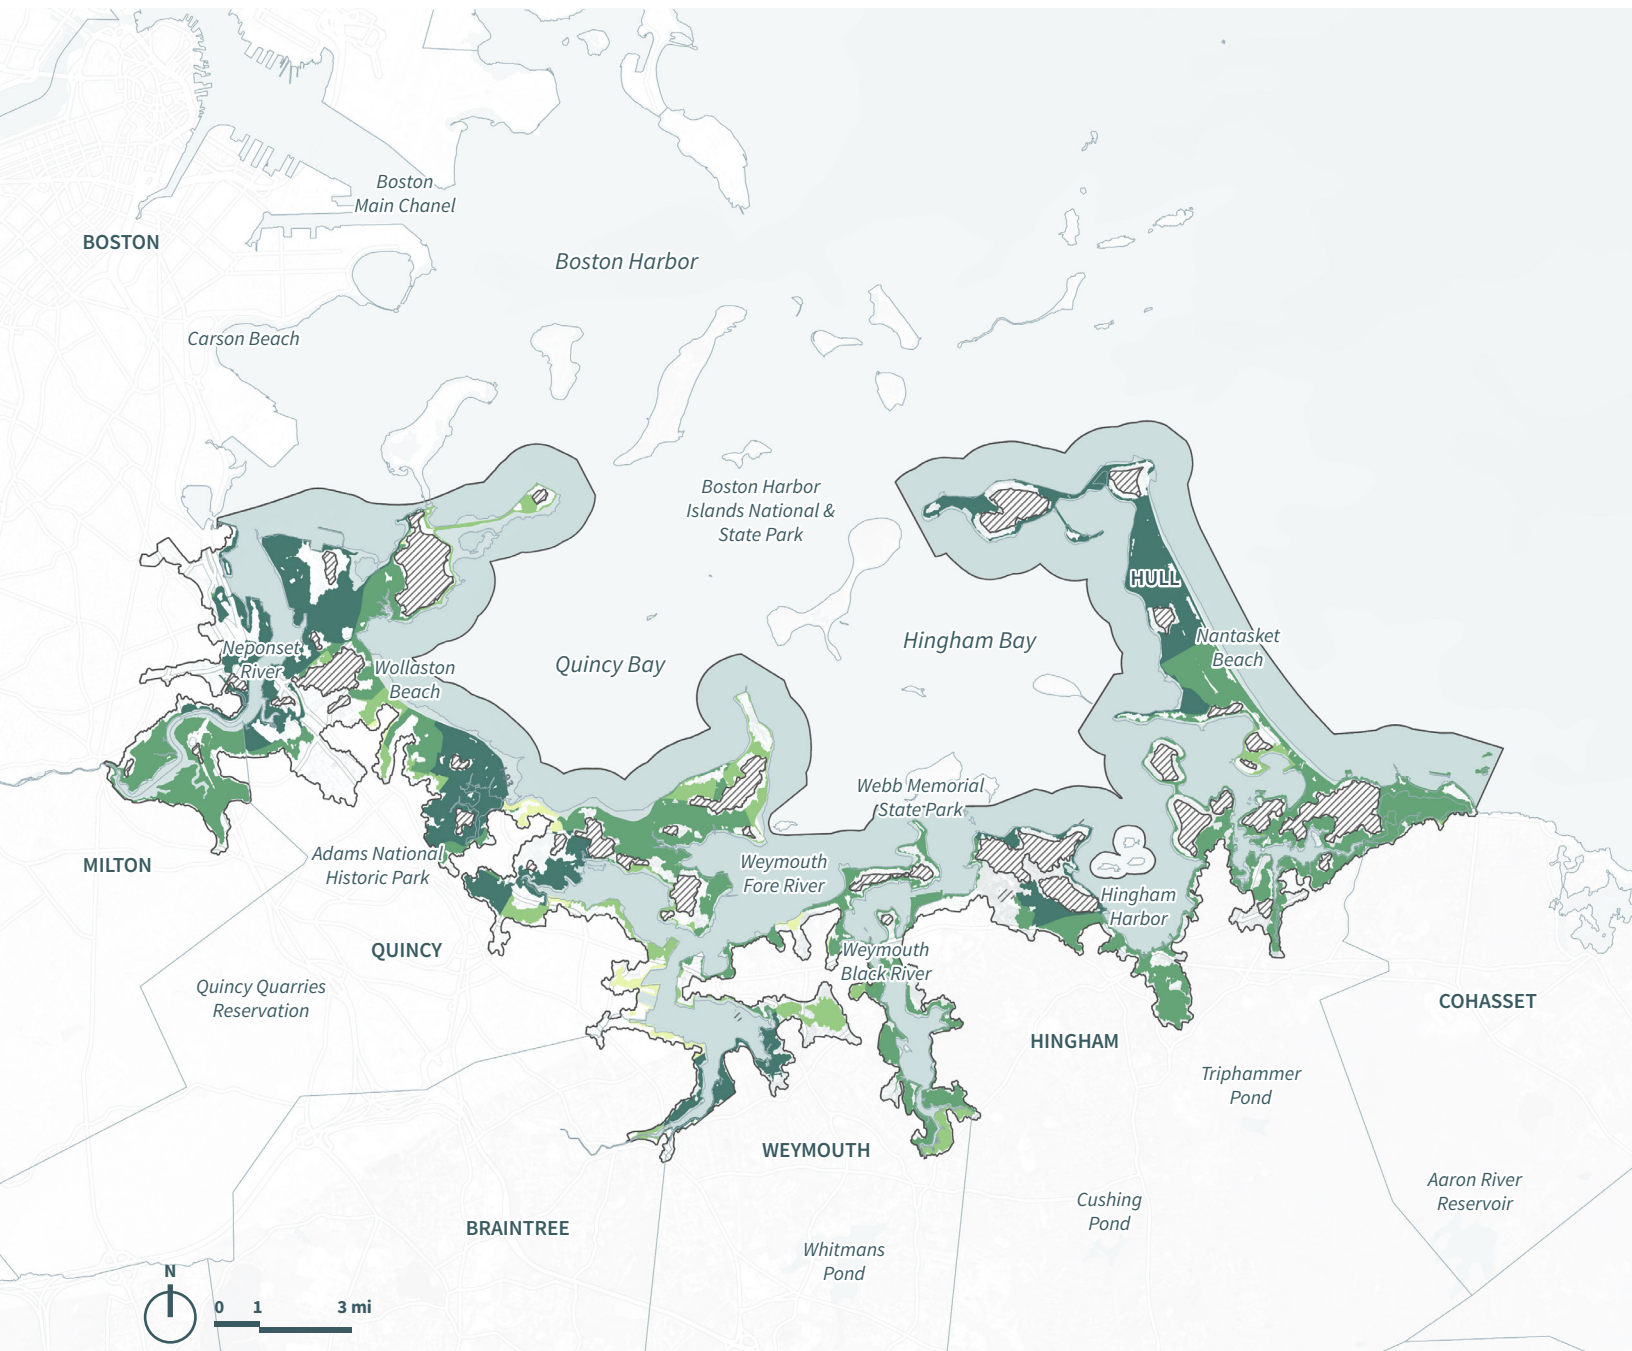 Boston
Main Chanel
BOSTON
Boston Harbor
Carson Beach
Boston Harbor
Islands National &
State Park
HULL
Nantasket
Beach
Hingham Bay
Neponset
River
Wollaston
Beach
Quincy Bay
Webb Memorial
State Park
MILTON
Adams National
Historic Park
Weymouth
Fore River
Hingham
Harbor
QUINCY
Weymouth
Black River
Quincy Quarries
Reservation
COHASSET
HINGHAM
Triphammer
Pond
WEYMOUTH
Aaron River
Reservoir
Cushing
Pond
BRAINTREE
Whitmans
Pond
N
0 1 3 mi